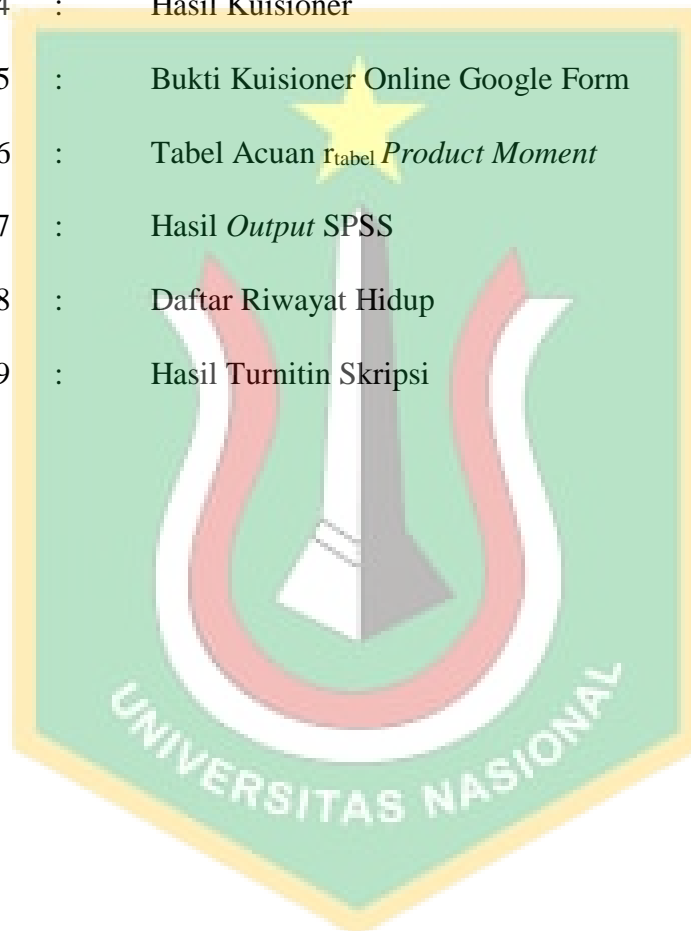 4 : Hasil Kuisioner
5 : Bukti Kuisioner Online Google Form
6 : Tabel Acuan rtabel Product Moment
7 : Hasil Output SPSS
8 : Daftar Riwayat Hidup
9 : Hasil Turnitin Skripsi
UNIVERSITAS NASIONAL